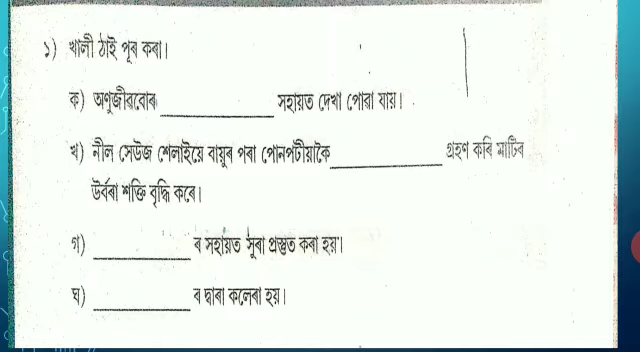 ১) খালী ঠাই পূৰ কৰা।
ক) অণুজীৱবোৰ ____________ সহায়ত দেখা পোৱা যায়।
খ) নীল সেউজ শেলাইয়ে বায়ুৰ পৰা পোনপটীয়াকৈ ____________ গ্ৰহণ কৰি মাটিৰ
উৰ্বৰা শক্তি বৃদ্ধি কৰে।
গ) ____________ ৰ সহায়ত সুৰা প্ৰস্তুত কৰা হয়।
ঘ) ____________ ৰ দ্বাৰা কলেৰা হয়।